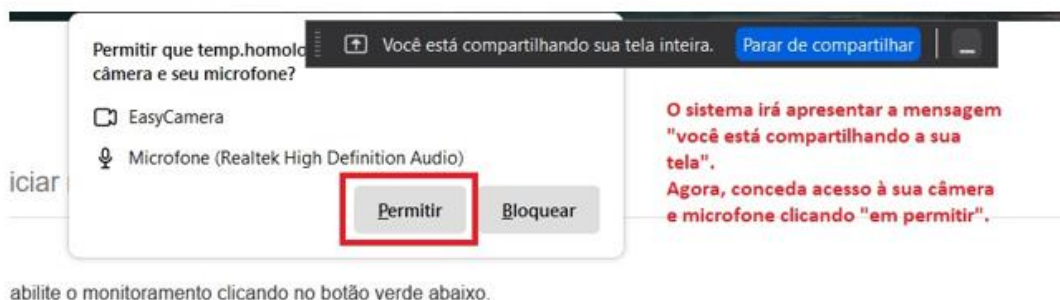 Permitir que temp.homolo
câmera e seu microfone?
Você está compartilhando sua tela inteira.
Parar de compartilhar
EasyCamera
Microfone (Realtek High Definition Audio)
Permitir
Bloquear
O sistema irá apresentar a mensagem
"você está compartilhando a sua
tela".
Agora, conceda acesso à sua câmera
e microfone clicando "em permitir".
iciar
abilite o monitoramento clicando no botão verde abaixo.